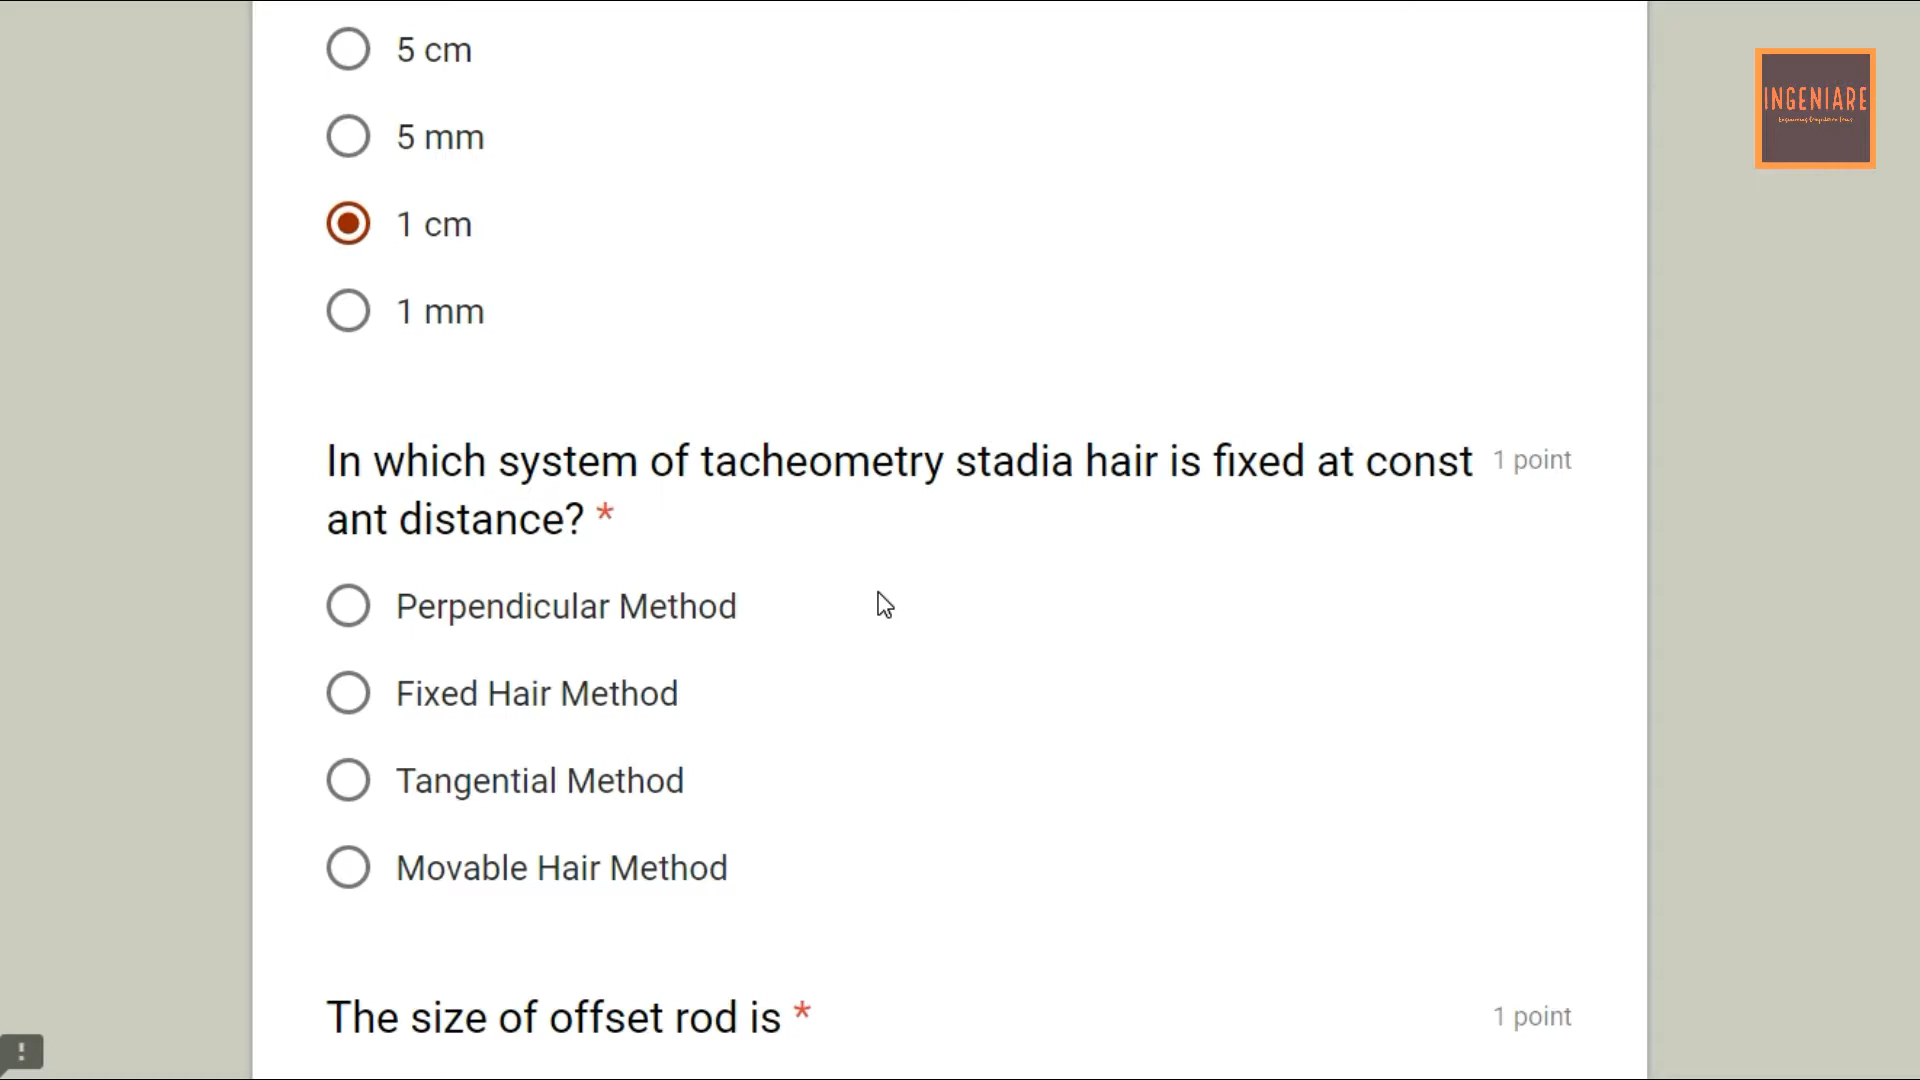 5 cm
INGENIARE
5 mm
1 cm
1 mm
In which system of tacheometry stadia hair is fixed at const
1 point
ant distance? *
Perpendicular Method
Fixed Hair Method
Tangential Method
Movable Hair Method
The size of offset rod is *
1 point